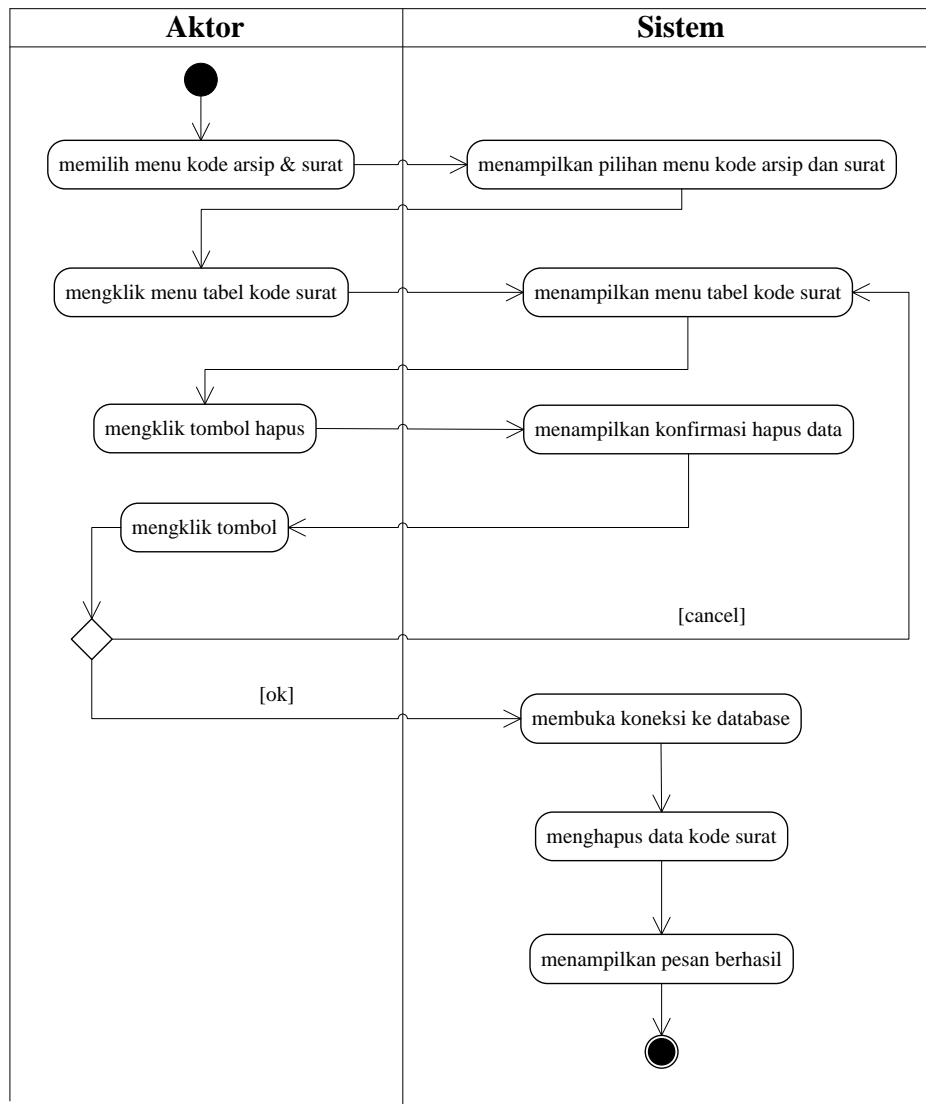 Aktor
Sistem
memilih menu kode arsip & surat
menampilkan pilihan menu kode arsip dan surat
mengklik menu tabel kode surat
menampilkan menu tabel kode surat
mengklik tombol hapus
menampilkan konfirmasi hapus data
mengklik tombol
[cancel]
[ok]
membuka koneksi ke database
menghapus data kode surat
menampilkan pesan berhasil